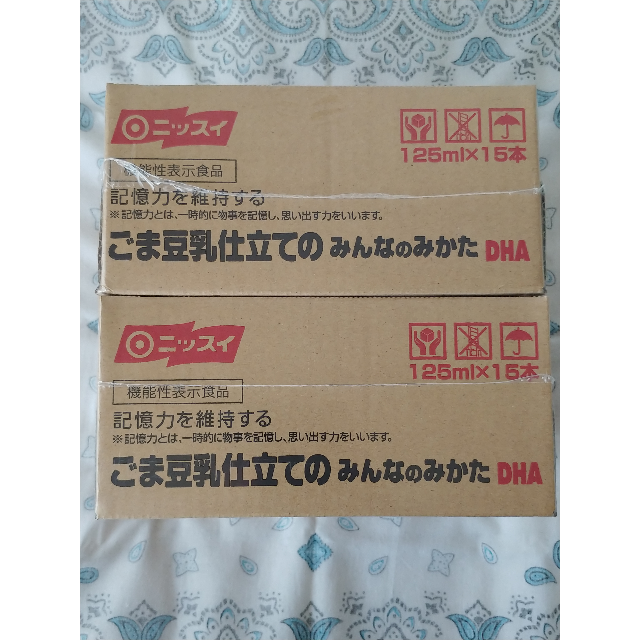 ニッスイ
125ml×15本
機能性表示食品
記憶力を維持する
※記憶力とは、一時的に物事を記憶し、思い出す力をいいます。
ごま豆乳仕立ての みんなのみかた DHA
ニッスイ
125ml×15本
機能性表示食品
記憶力を維持する
※記憶力とは、一時的に物事を記憶し、思い出す力をいいます。
ごま豆乳仕立ての みんなのみかた DHA